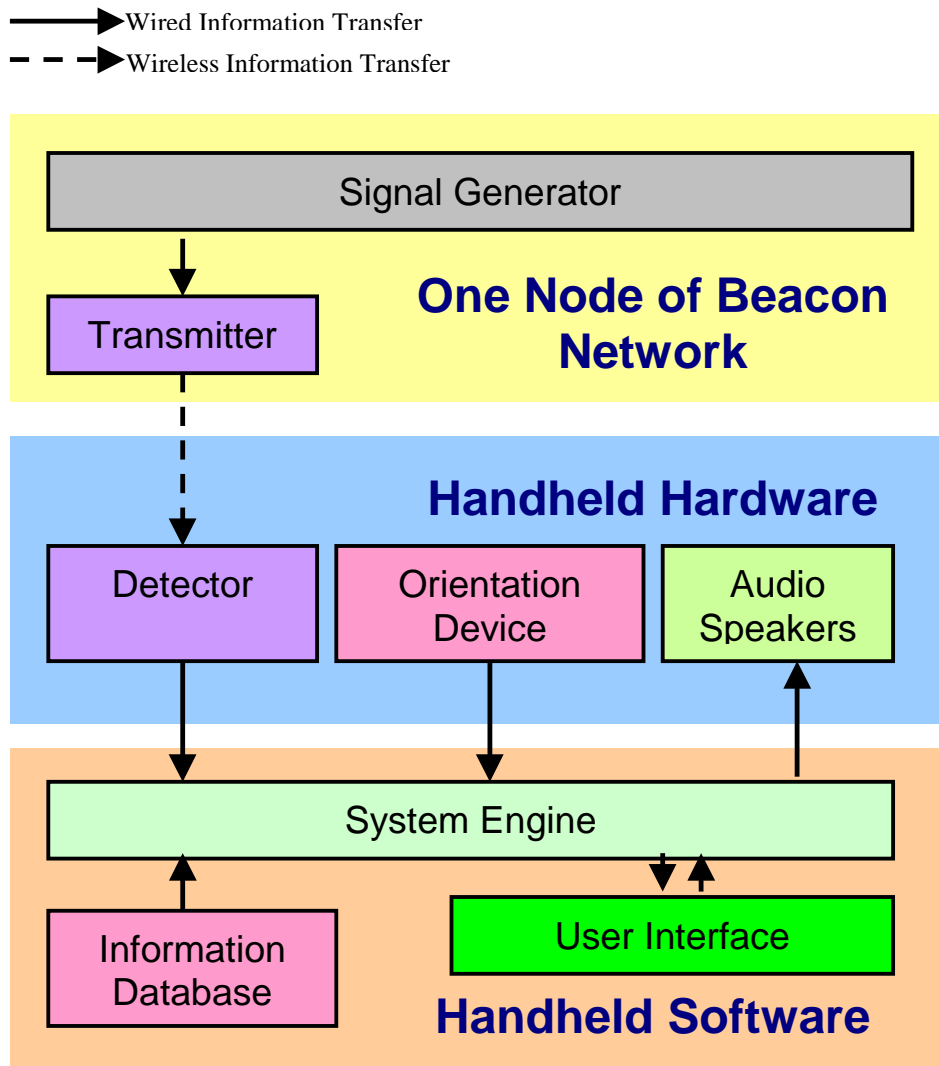 Wired Information Transfer
Wireless Information Transfer
Signal Generator
Transmitter
One Node of Beacon
Network
Handheld Hardware
Detector
Orientation
Device
Audio
Speakers
System Engine
Information
Database
User Interface
Handheld Software